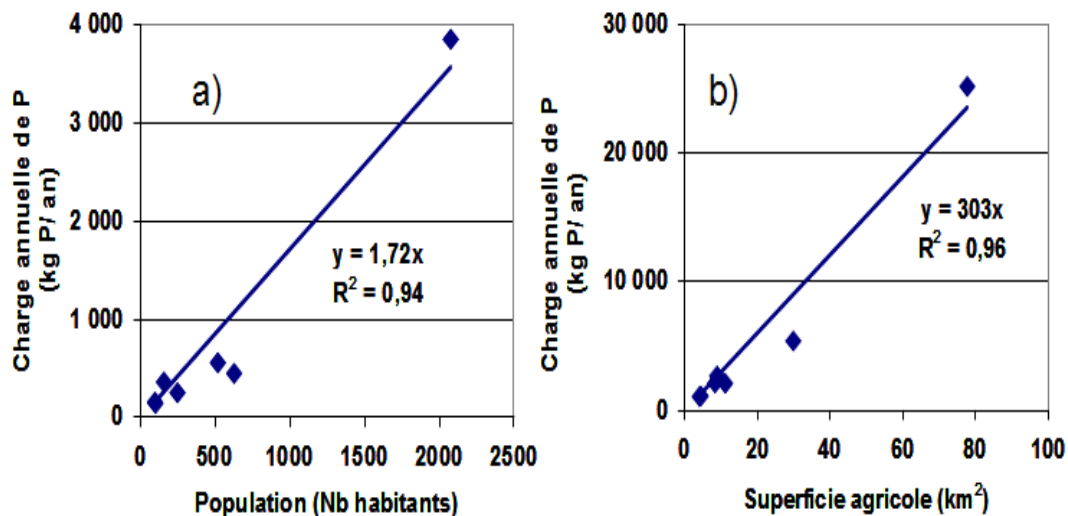 Charge annuelle de P
(kg P/ an)
4 000
3 000
2 000
1 000
0
a)
y = 1,72x
R² = 0,94
0 500 1000 1500 2000 2500
Population (Nb habitants)
Charge annuelle de P
(kg P/ an)
30 000
20 000
10 000
0
b)
y = 303x
R² = 0,96
0 20 40 60 80 100
Superficie agricole (km²)